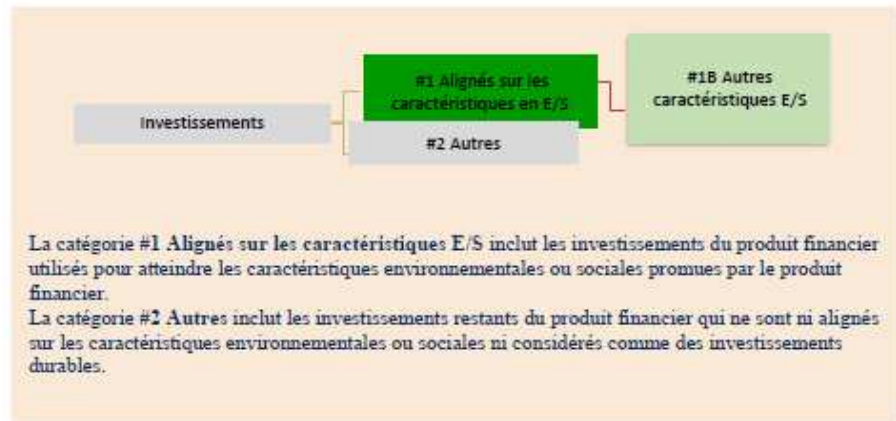 Investissements
#1 Alignés sur les
caractéristiques en E/S
#2 Autres
#1B Autres
caractéristiques E/S
La catégorie #1 Alignés sur les caractéristiques E/S inclut les investissements du produit financier
utilisés pour atteindre les caractéristiques environnementales ou sociales promues par le produit
financier.
La catégorie #2 Autres inclut les investissements restants du produit financier qui ne sont ni alignés
sur les caractéristiques environnementales ou sociales ni considérés comme des investissements
durables.